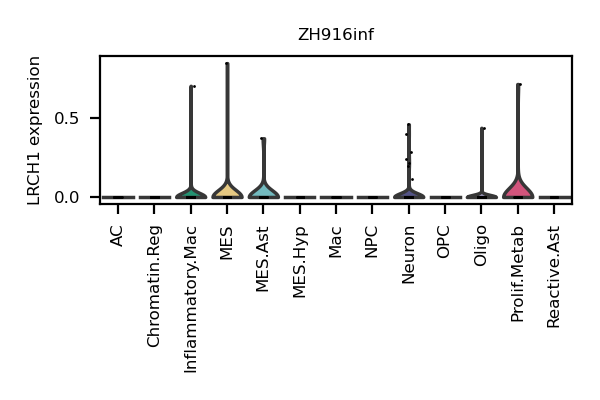 ZH916inf
LRCH1 expression
0.5
0.0
AC
Chromatin.Reg
Inflammatory.Mac
MES
MES.Ast
MES.Hyp
Mac
NPC
Neuron
OPC
Oligo
Prolif.Metab
Reactive.Ast